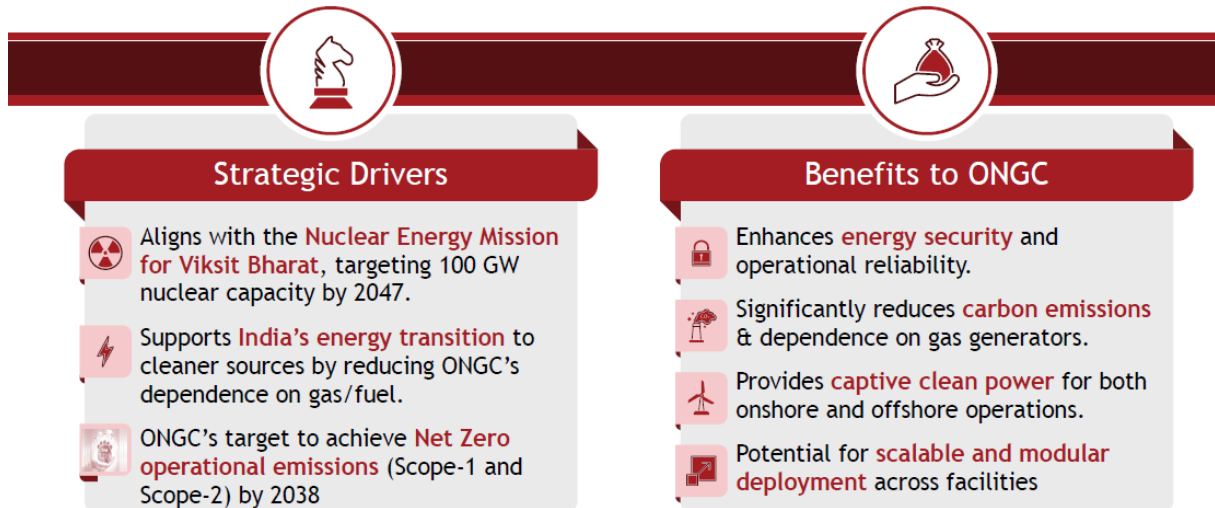 Strategic Drivers
Aligns with the Nuclear Energy Mission
for Viksit Bharat, targeting 100 GW
nuclear capacity by 2047.
Supports India's energy transition to
cleaner sources by reducing ONGC's
dependence on gas/fuel.
ONGC's target to achieve Net Zero
operational emissions (Scope-1 and
Scope-2) by 2038
Benefits to ONGC
Enhances energy security and
operational reliability.
Significantly reduces carbon emissions
& dependence on gas generators.
Provides captive clean power for both
onshore and offshore operations.
Potential for scalable and modular
deployment across facilities